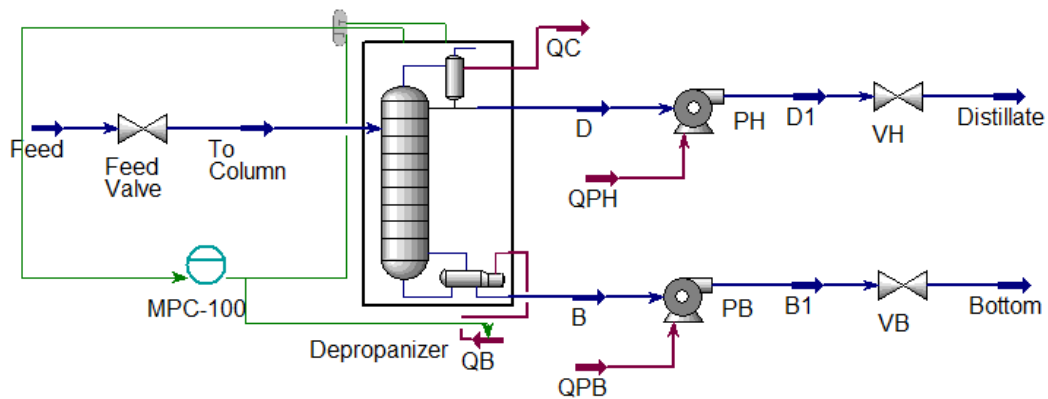 QC
D
PH
D1
VH
Distillate
Feed
Feed
Valve
To
Column
QPH
MPC-100
Depropanizer
QB
B
PB
B1
VB
Bottom
QPB